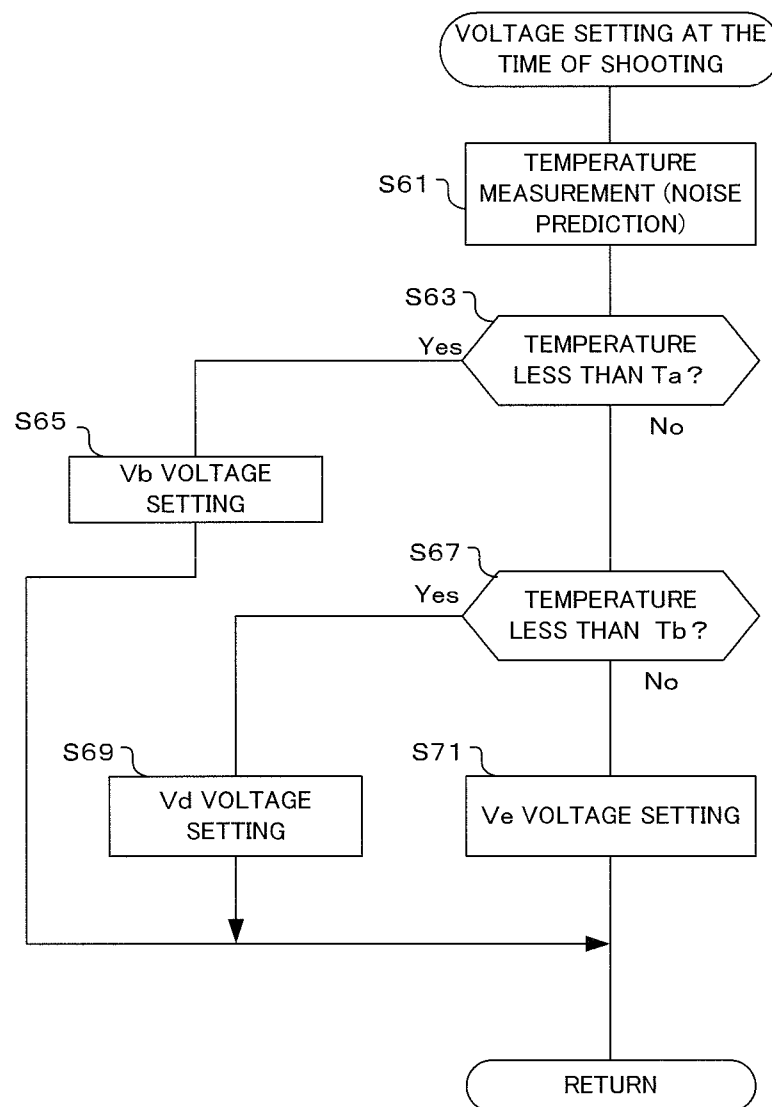 VOLTAGE SETTING AT THE
TIME OF SHOOTING
S61
TEMPERATURE
MEASUREMENT (NOISE
PREDICTION)
S63
Yes
TEMPERATURE
LESS THAN Ta?
No
S65
Vb VOLTAGE
SETTING
S67
Yes
TEMPERATURE
LESS THAN Tb?
No
S69
Vd VOLTAGE
SETTING
S71
Ve VOLTAGE SETTING
RETURN